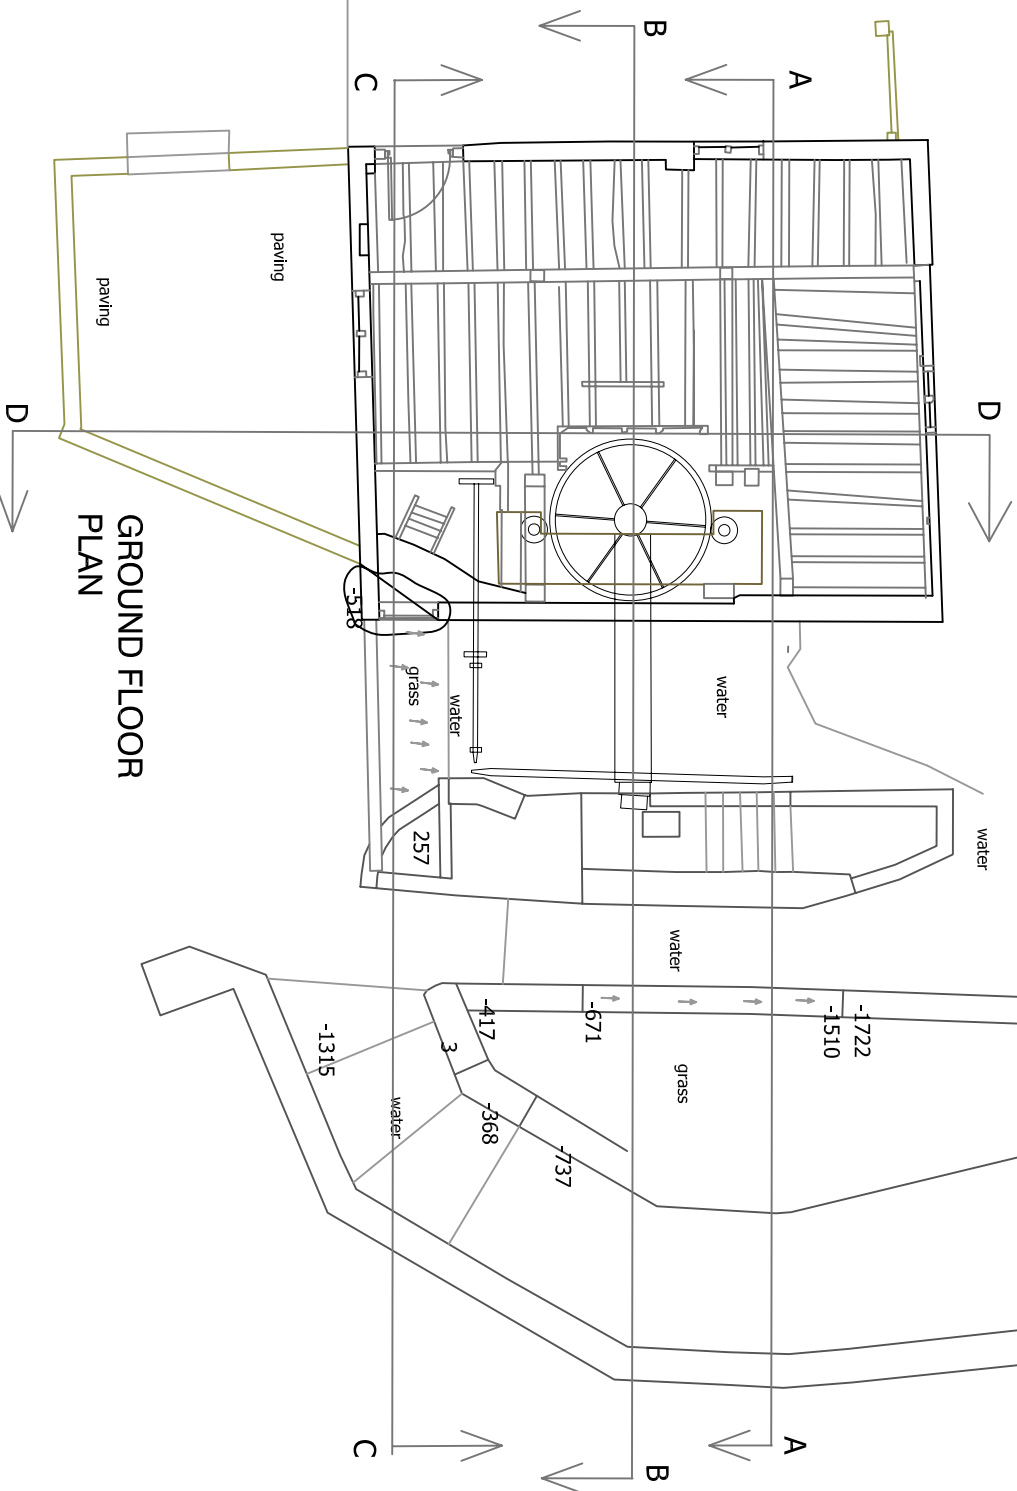 D
water
-1722
-1510
A
A
water
grass
water
B
B
-671
-737
-417
-368
water
3
257
grass
water
C
C
-518
-1315
paving
GROUND FLOOR
PLAN
paving
D